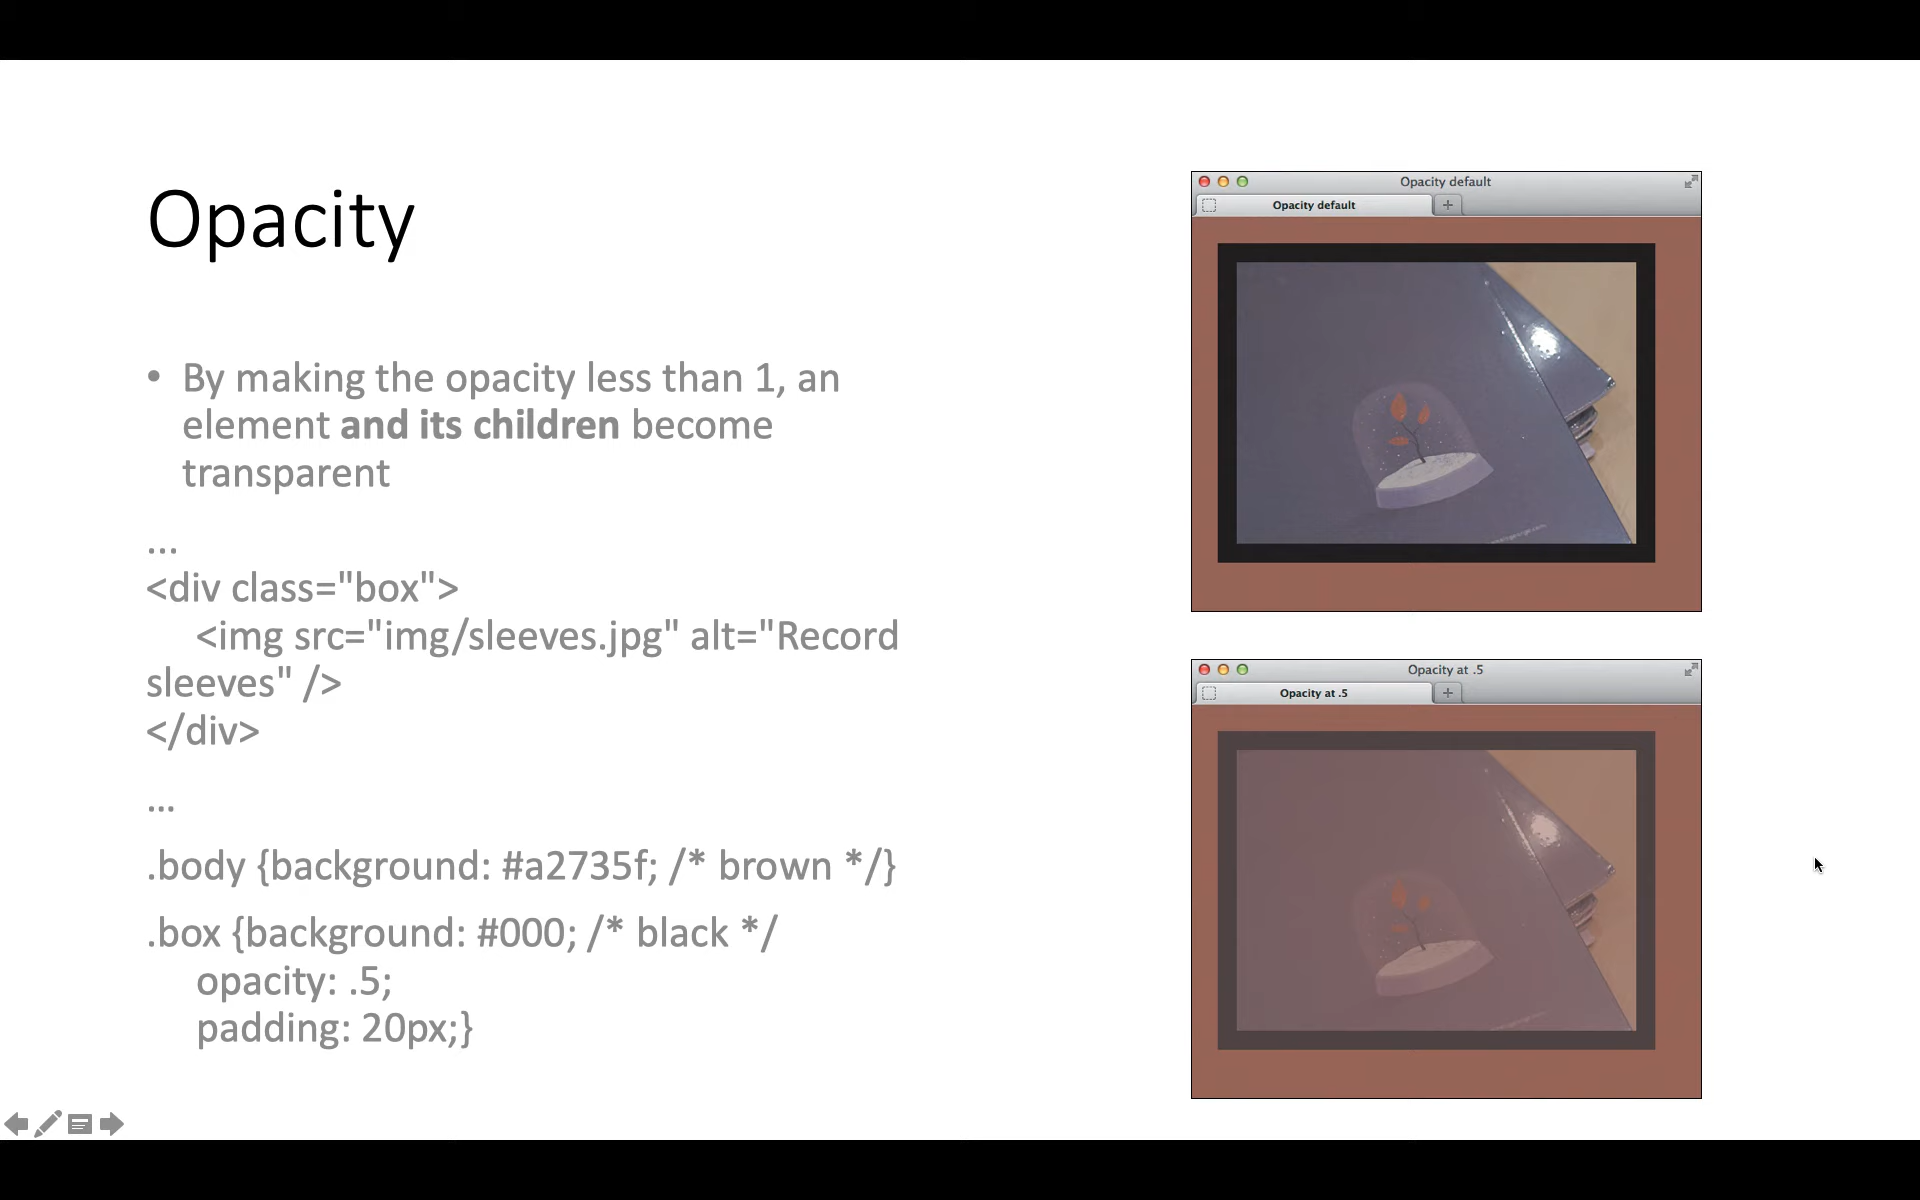 Opacity
• By making the opacity less than 1, an
element and its children become
transparent
...
<div class="box">
<img src="img/sleeves.jpg" alt="Record
sleeves" />
</div>
...
.body {background: #a2735f; /* brown */}
.box {background: #000; /* black */
opacity: .5;
padding: 20px;}
Opacity default
Opacity default
Opacity at .5
Opacity at .5